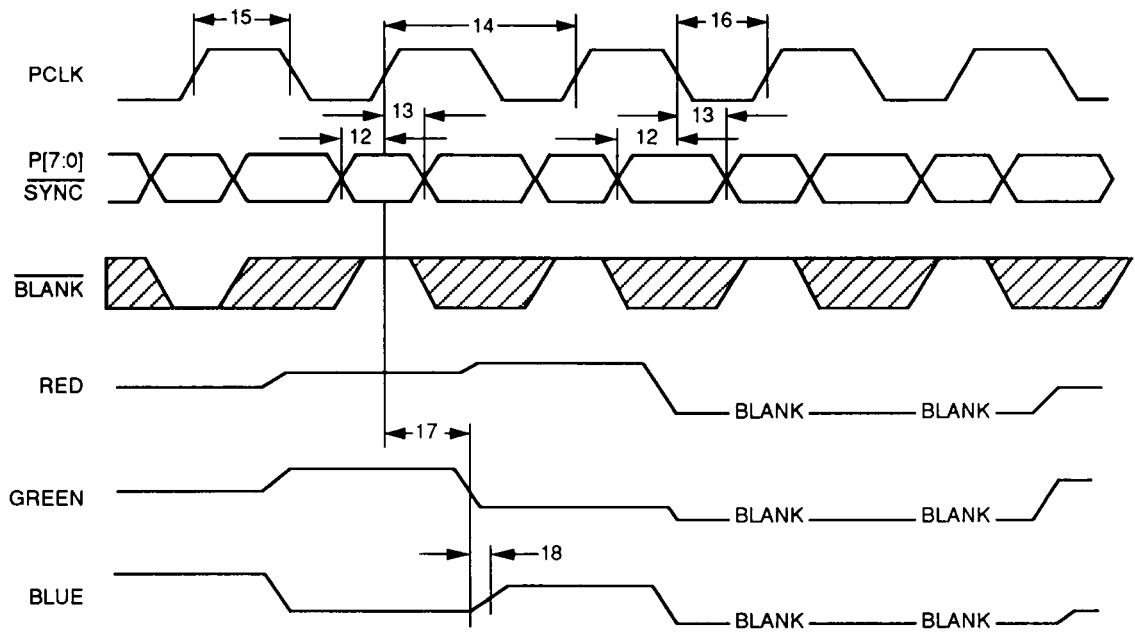 15
14
16
PCLK
13
13
12
12
P[7:0]
SYNC
BLANK
RED
BLANK
BLANK
17
GREEN
BLANK
BLANK
18
BLUE
BLANK
BLANK